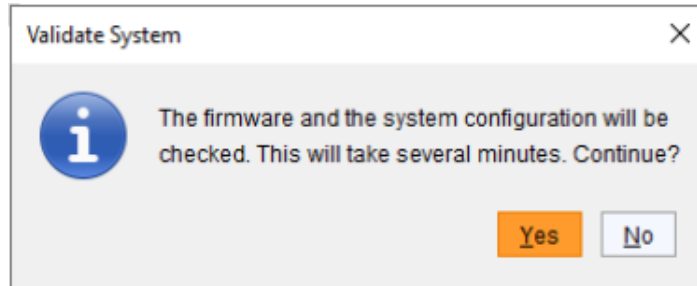 Validate System
The firmware and the system configuration will be
checked. This will take several minutes. Continue?
Yes No